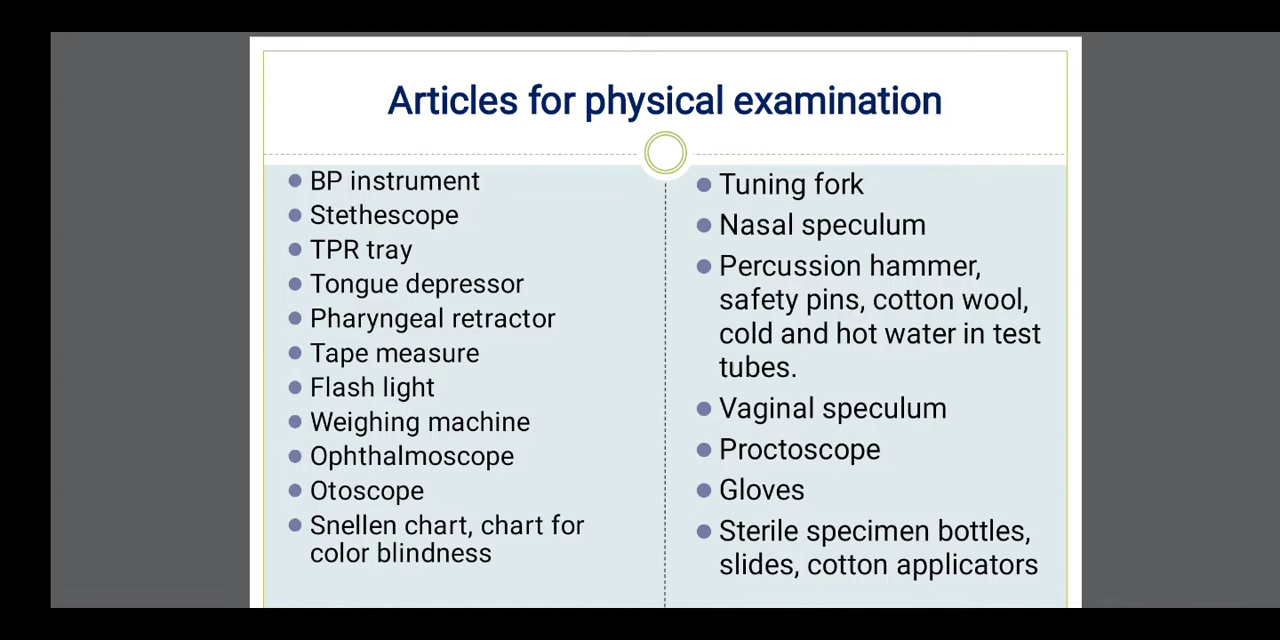 Articles for physical examination
BP instrument
Stethescope
TPR tray
Tongue depressor
Pharyngeal retractor
Tape measure
Flash light
Weighing machine
Ophthalmoscope
Otoscope
Snellen chart, chart for
color blindness
Tuning fork
Nasal speculum
Percussion hammer,
safety pins, cotton wool,
cold and hot water in test
tubes.
Vaginal speculum
Proctoscope
Gloves
Sterile specimen bottles,
slides, cotton applicators